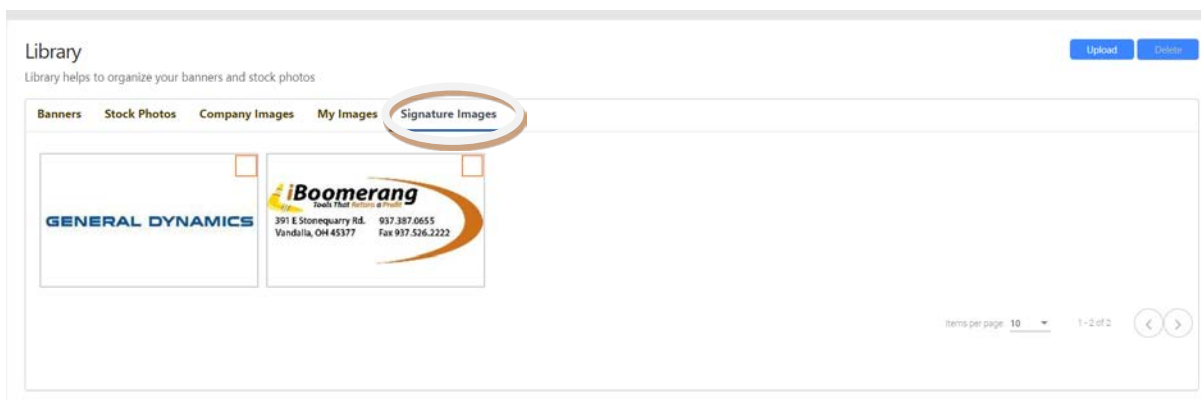 Library
Upload
Delete
Library helps to organize your banners and stock photos
Banners Stock Photos Company Images My Images Signature Images
GENERAL DYNAMICS
iBoomerang
Tools That Return a Profit
391 E Stonequarry Rd. 937.387.0655
Vandalia, OH 45377 Fax 937.526.2222
Items per page: 10 1 - 2 of 2